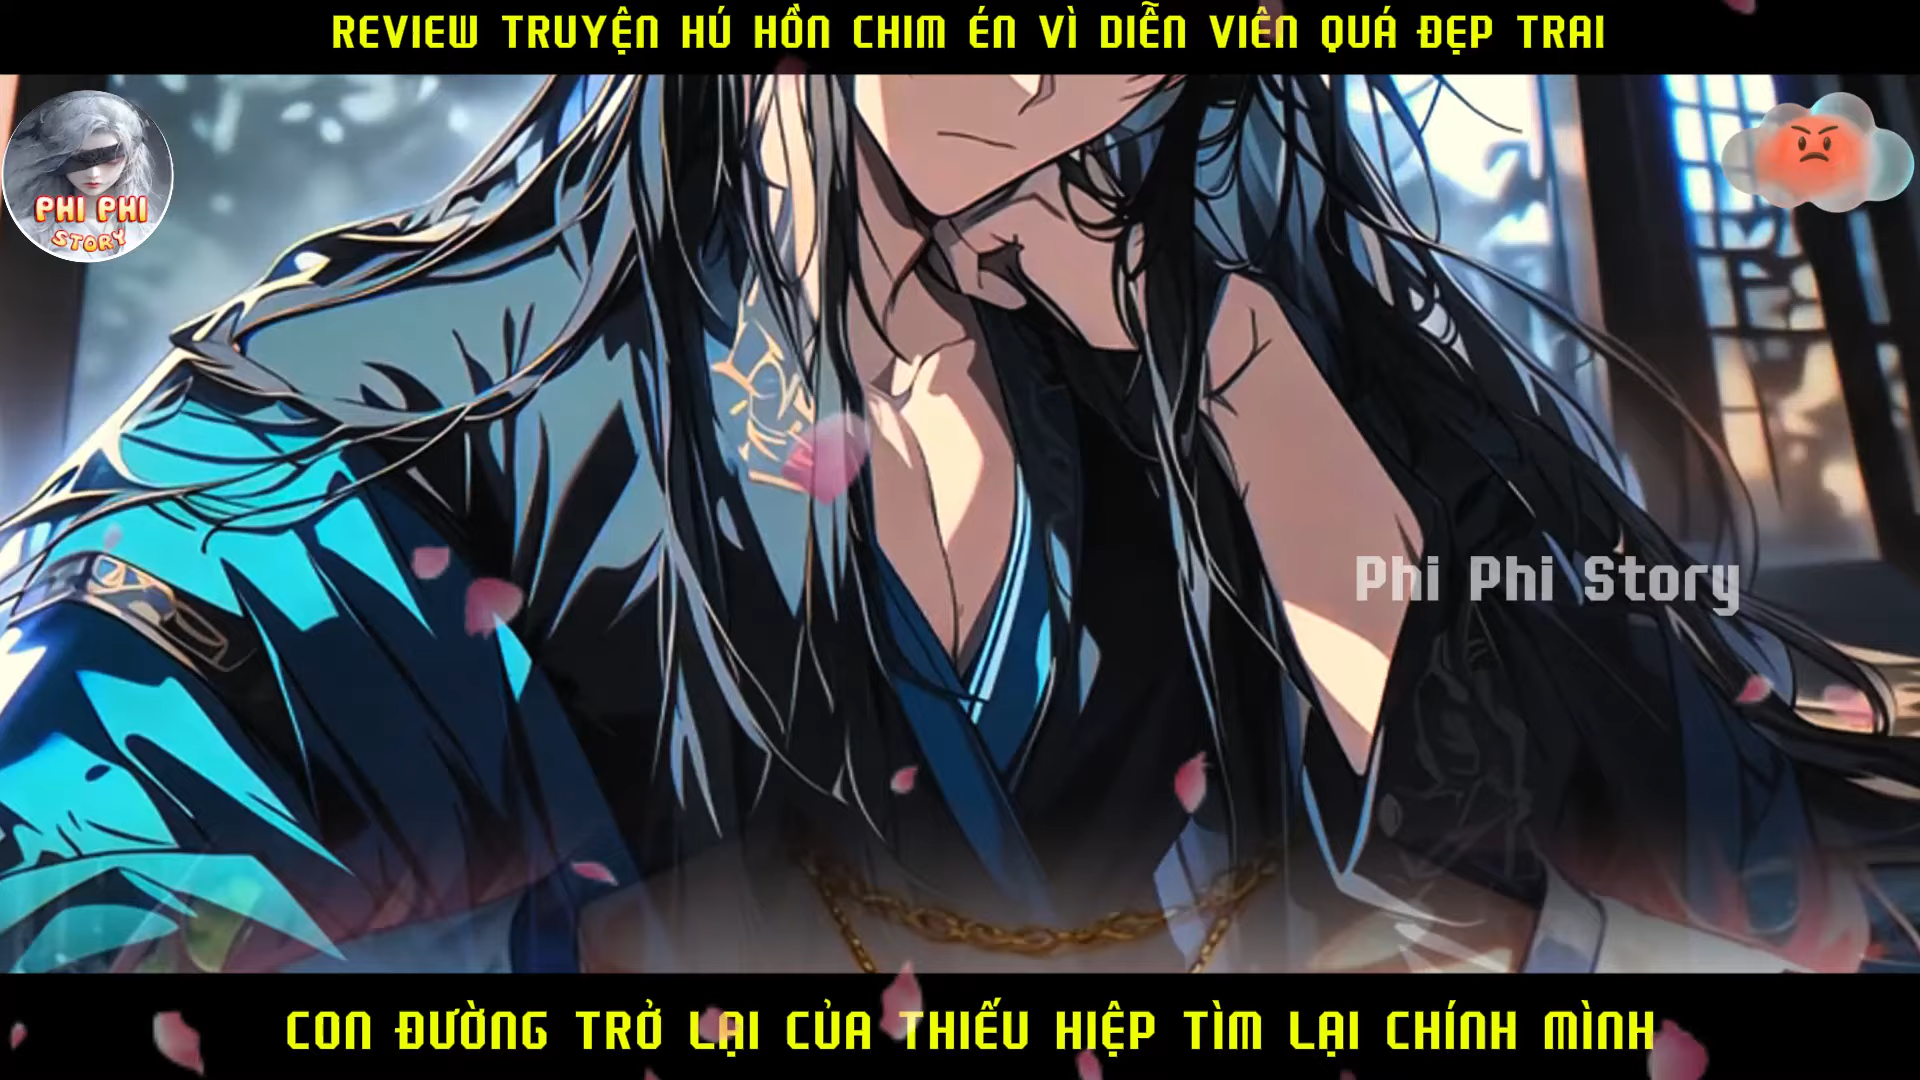 REVIEW TRUYỆN HÚ HỒN CHIM ÉN VÌ DIỄN VIÊN QUÁ ĐẸP TRAI
PHI PHI
STORY
Phi Phi Story
CON ĐƯỜNG TRỞ LẠI CỦA THIẾU HIỆP TÌM LẠI CHÍNH MÌNH